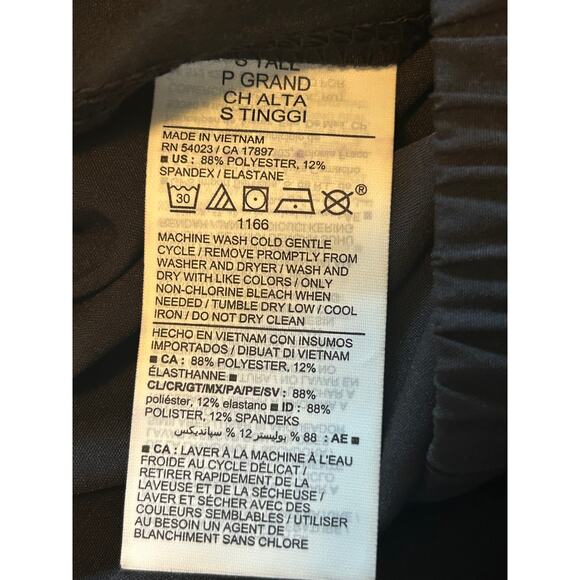 S TALL
P GRAND
CH ALTA
S TINGGI
MADE IN VIETNAM
RN 54023 / CA 17897
■ US : 88% POLYESTER, 12%
SPANDEX / ELASTANE
30
®
1166
MACHINE WASH COLD GENTLE
CYCLE / REMOVE PROMPTLY FROM
WASHER AND DRYER / WASH AND
DRY WITH LIKE COLORS / ONLY
NON-CHLORINE BLEACH WHEN
NEEDED / TUMBLE DRY LOW / COOL
IRON / DO NOT DRY CLEAN
HECHO EN VIETNAM CON INSUMOS
IMPORTADOS / DIBUAT DI VIETNAM
■ CA : 88% POLYESTER, 12%
ÉLASTHANNE ■
CL/CR/GT/MX/PA/PE/SV : 88%
poliéster, 12% elastano ■ ID : 88%
POLISTER, 12% SPANDEKS
■ AE : 88 % بوليستر 12 % سباندیكس
■ CA : LAVER À LA MACHINE À L'EAU
FROIDE AU CYCLE DÉLICAT /
RETIRER RAPIDEMENT DE LA
LAVEUSE ET DE LA SÉCHEUSE /
LAVER ET SÉCHER AVEC DES
COULEURS SEMBLABLES / UTILISER
AU BESOIN UN AGENT DE
BLANCHIMENT SANS CHLORE